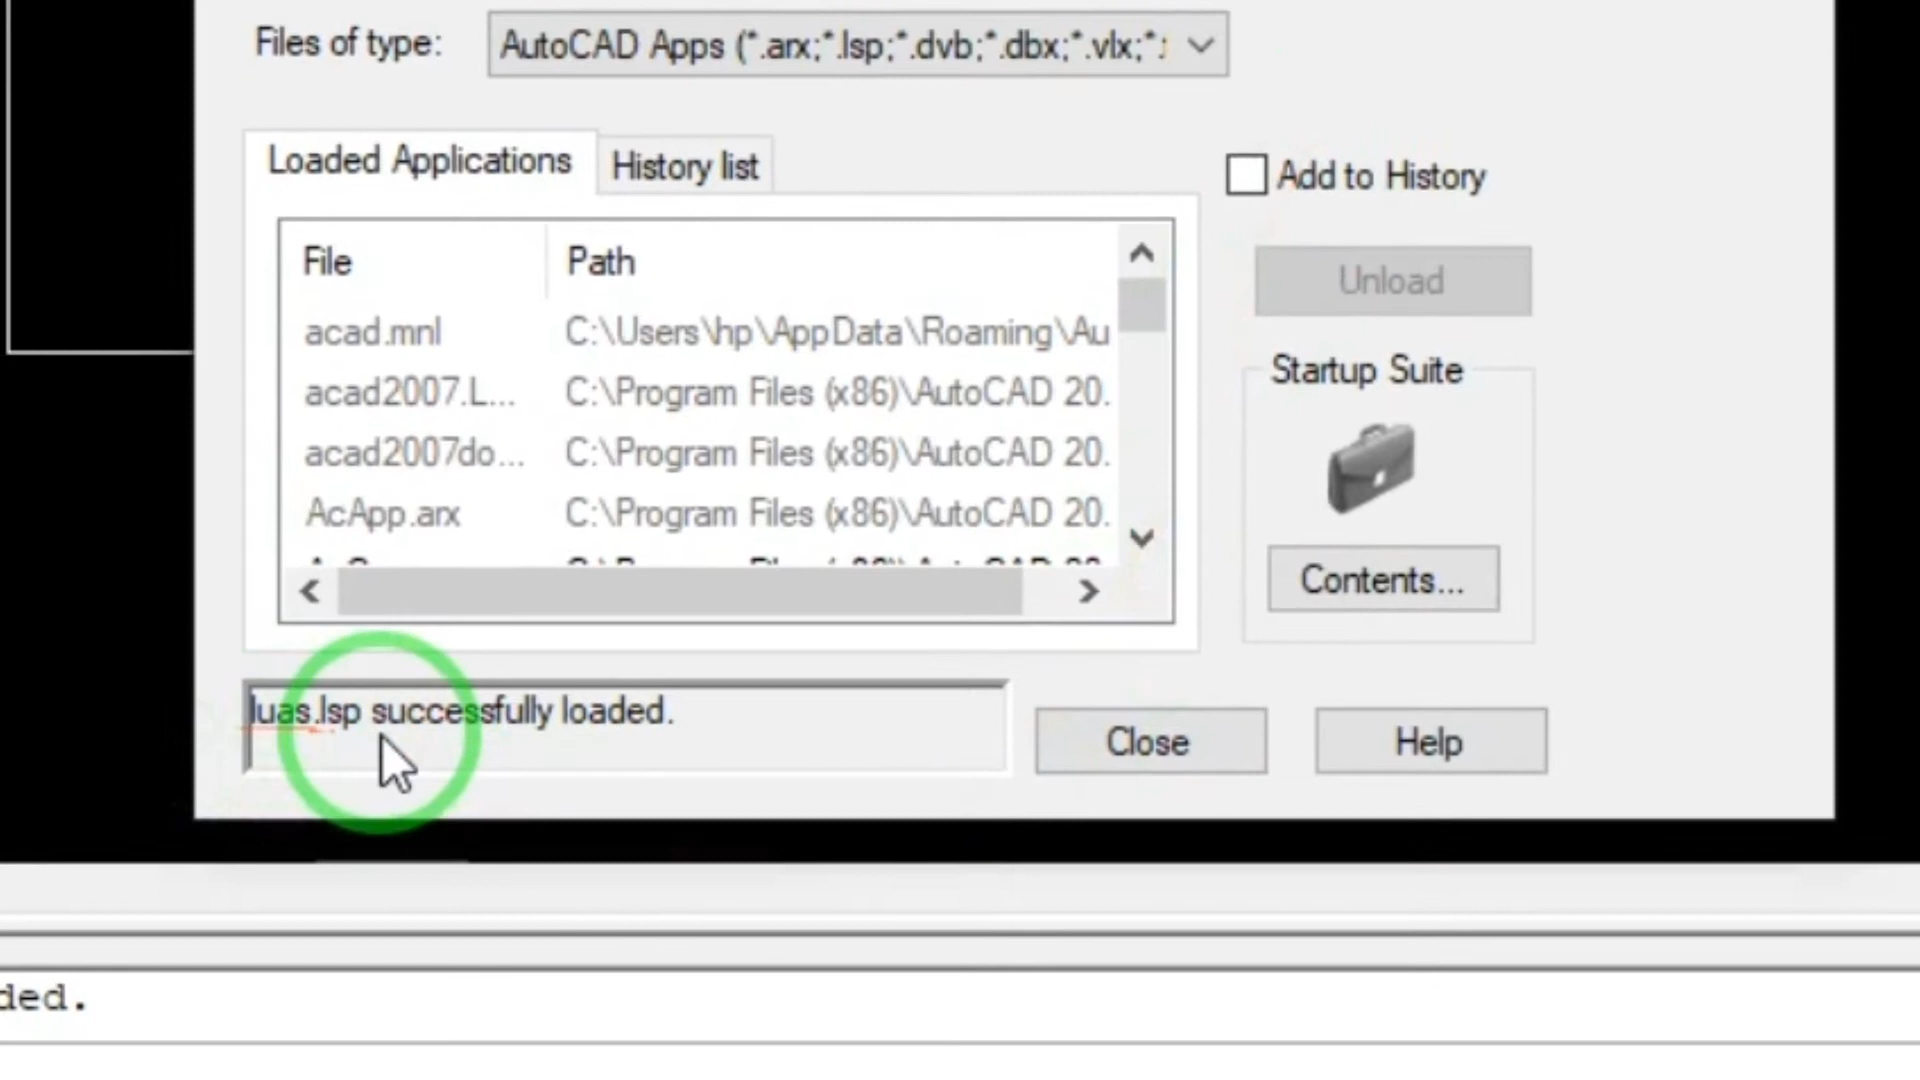 Files of type:
AutoCAD Apps (*.arx;*.lsp;*.dvb;*.dbx;*.vlx;*.
Loaded Applications
History list
Add to History
File Path
acad.mnl C:\Users\hp\AppData\Roaming\Au
acad2007.L... C:\Program Files (x86)\AutoCAD 20.
acad2007do... C:\Program Files (x86)\AutoCAD 20.
AcApp.arx C:\Program Files (x86)\AutoCAD 20.
Unload
Startup Suite
Contents...
luas.lsp successfully loaded.
Close
Help
ded.